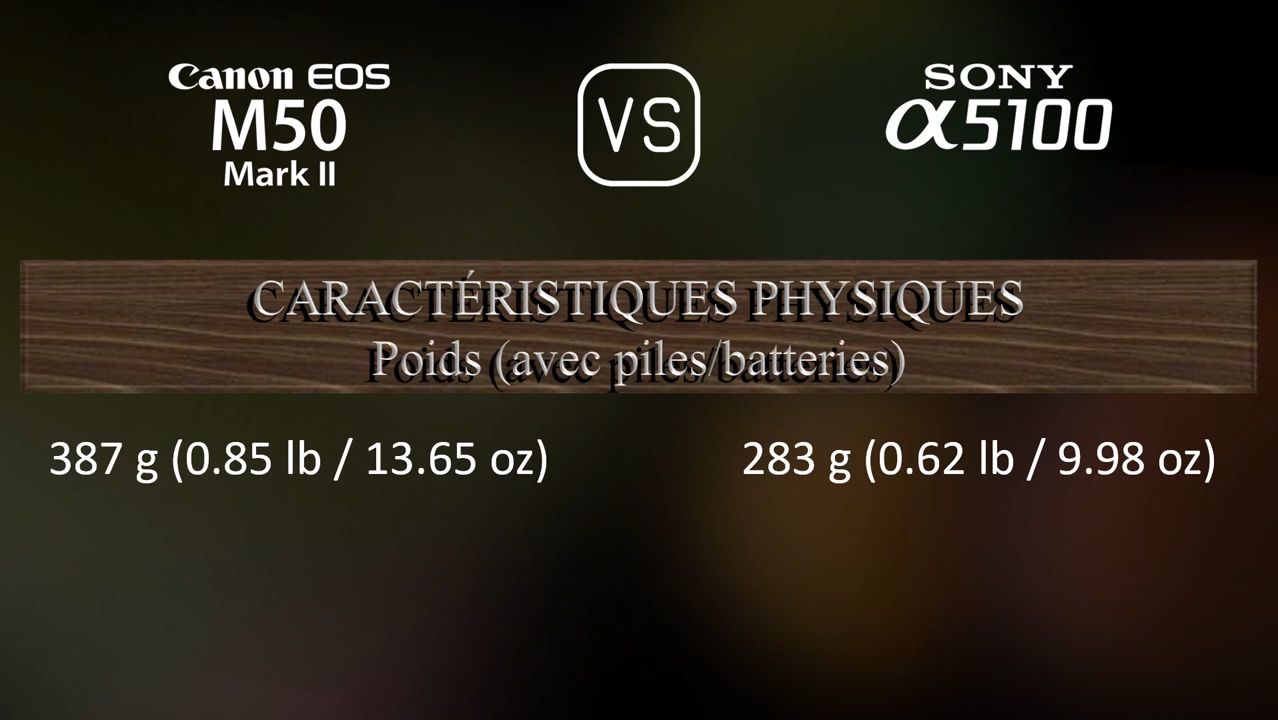 Canon EOS
M50
Mark II
VS
SONY
α5100
CARACTÉRISTIQUES PHYSIQUES
Poids (avec piles/batteries)
387 g (0.85 lb / 13.65 oz)
283 g (0.62 lb / 9.98 oz)